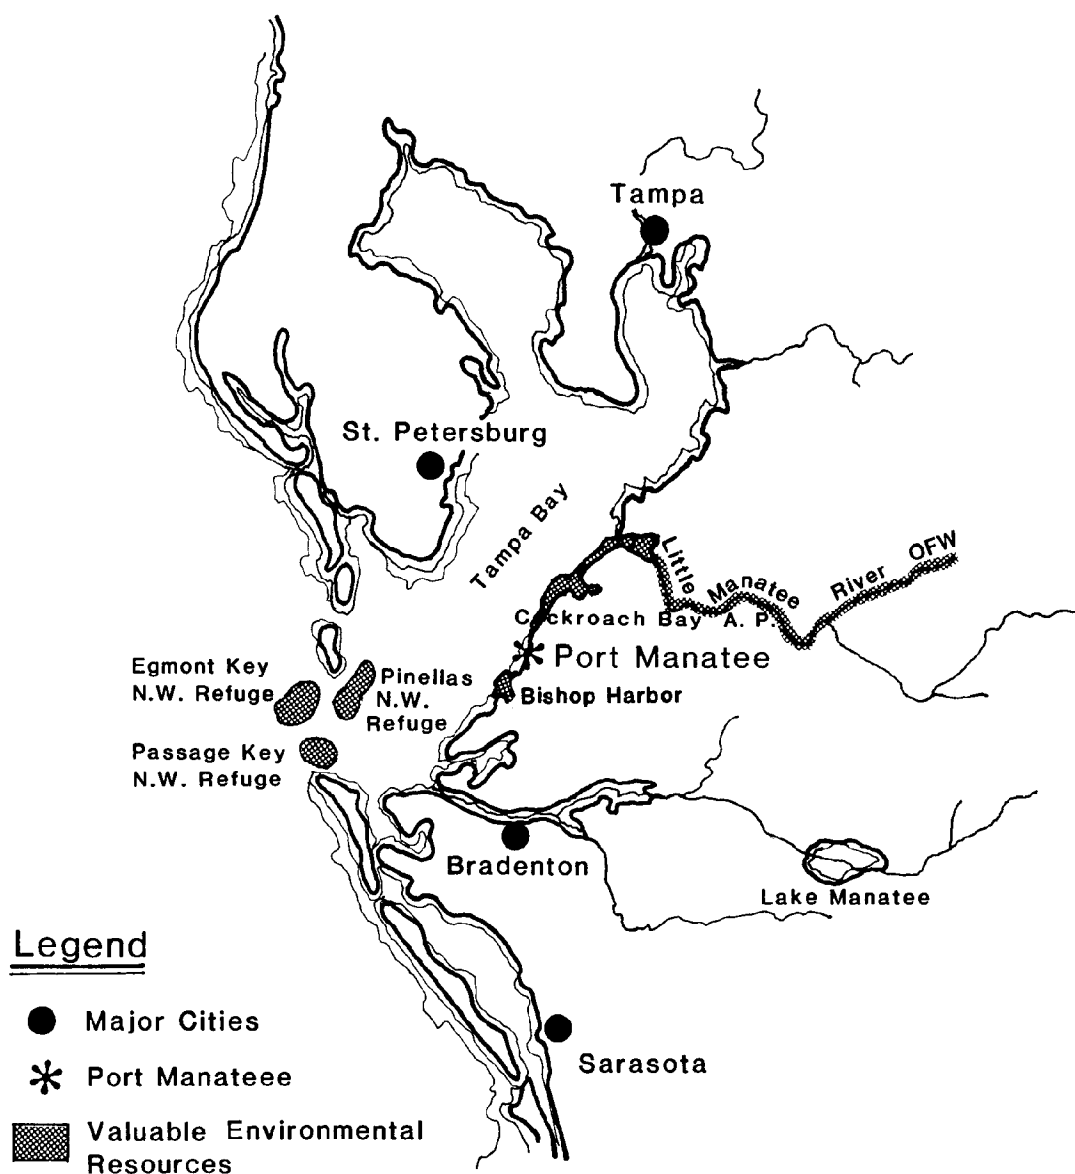 Tampa
St. Petersburg
Tampa Bay
Little Manatee River OFW
Cockroach Bay A. P.
Port Manatee
Egmont Key
N.W. Refuge
Pinellas
N.W.
Refuge
Bishop Harbor
Passage Key
N.W. Refuge
Bradenton
Lake Manatee
Legend
Major Cities
Sarasota
Port Manateee
Valuable Environmental
Resources